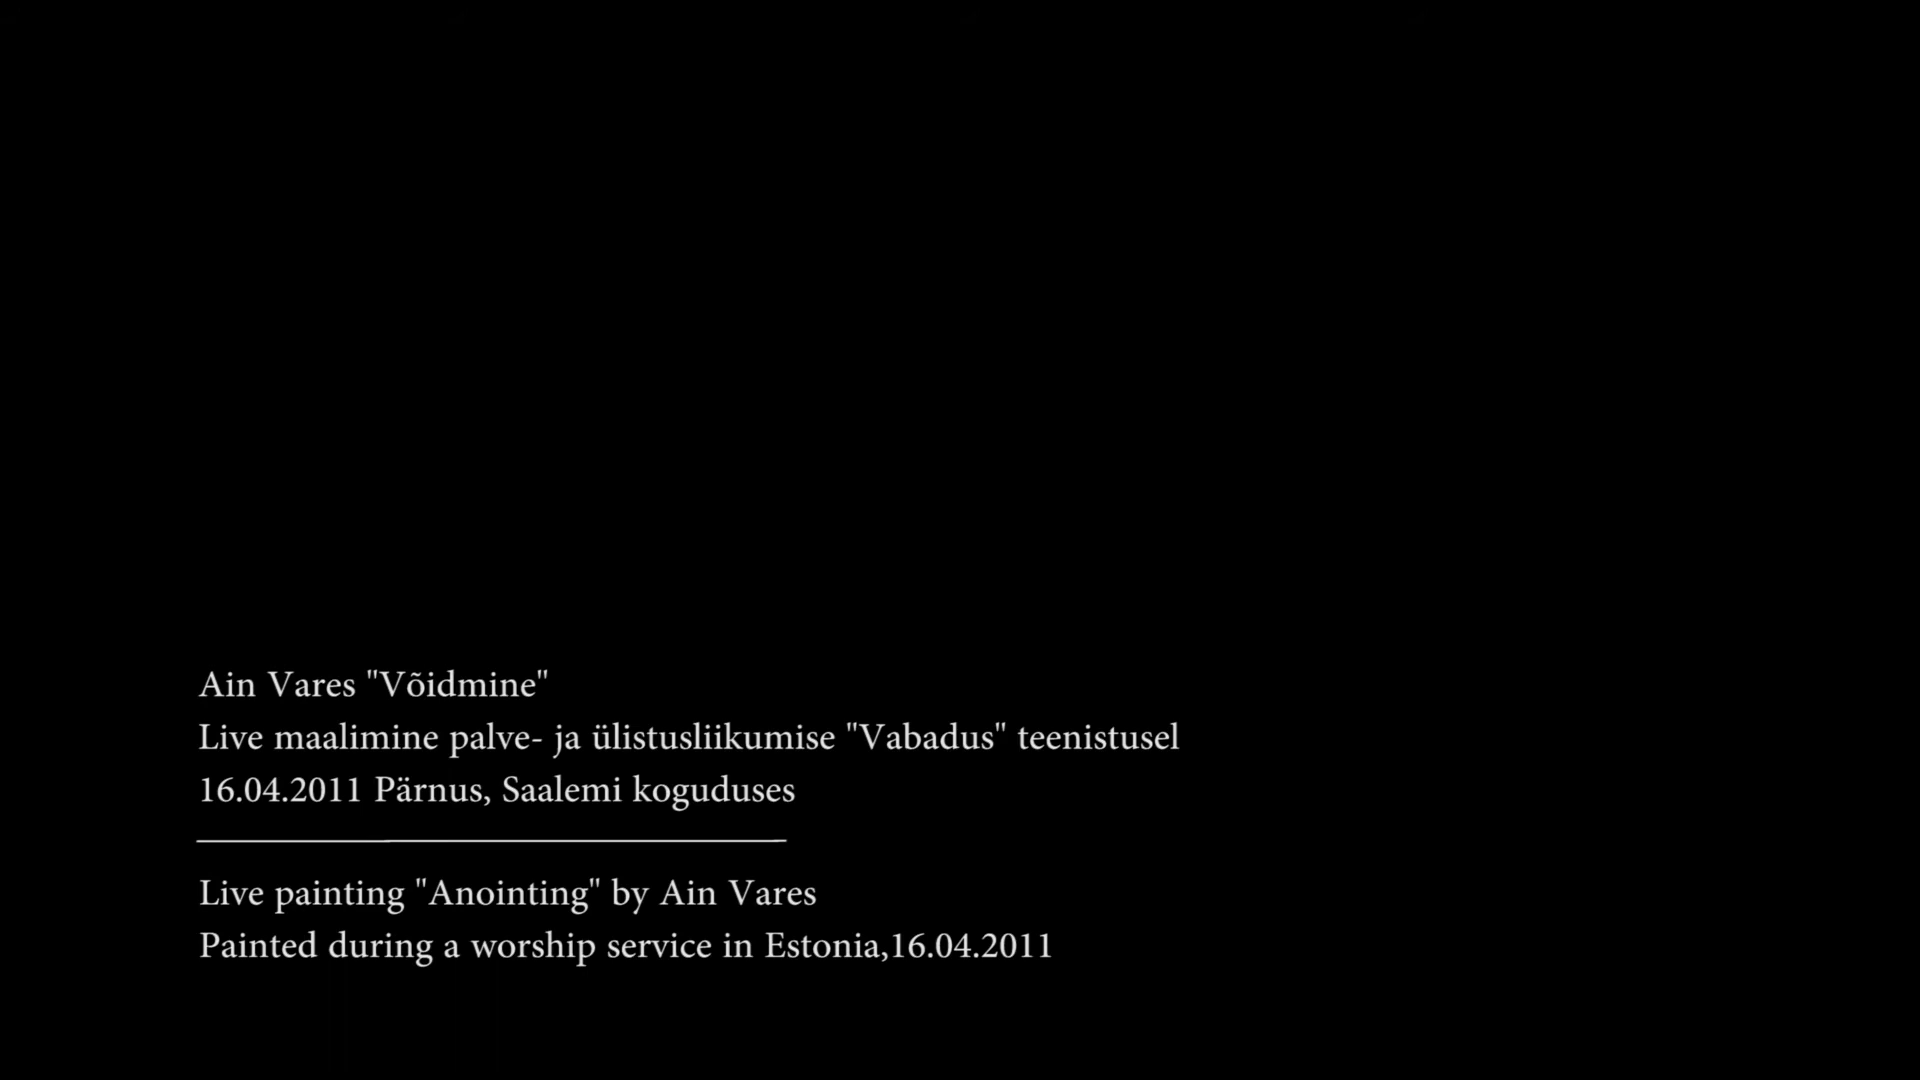 Ain Vares "Võidmine"
Live maalimine palve- ja ülistusliikumise "Vabadus" teenistusel
16.04.2011 Pärnus, Saalemi koguduses
Live painting "Anointing" by Ain Vares
Painted during a worship service in Estonia,16.04.2011